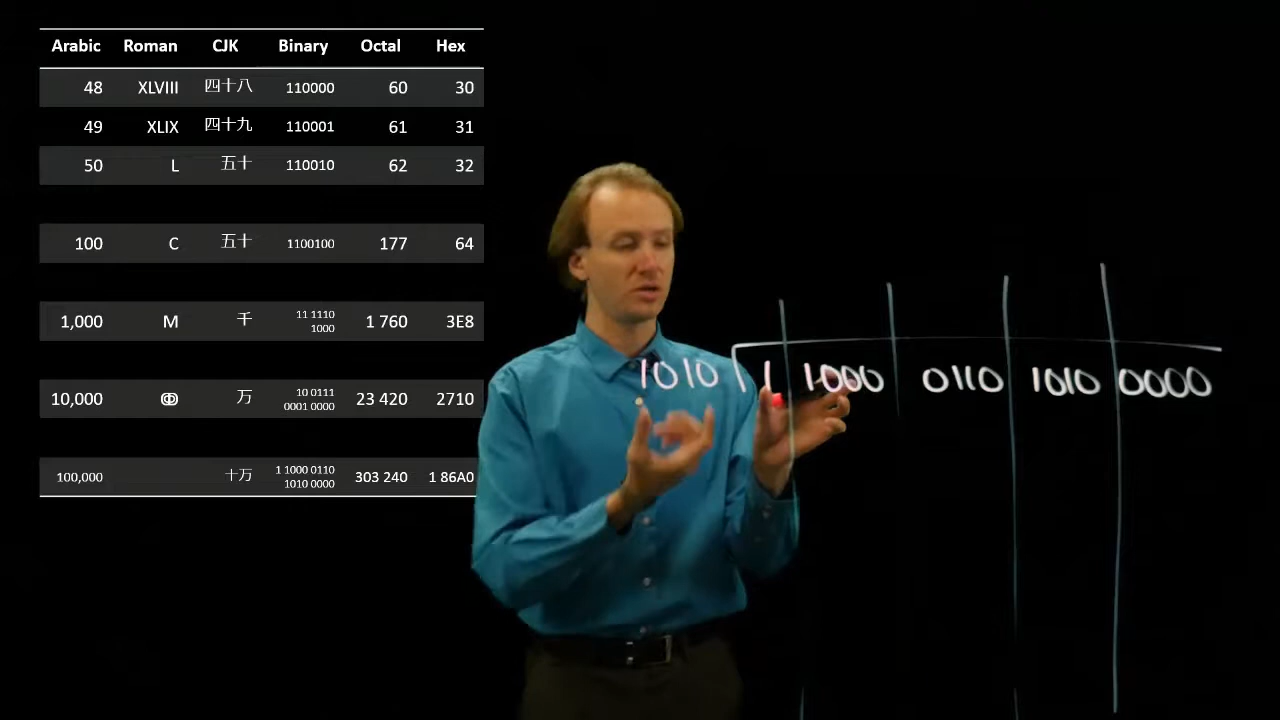 Arabic Roman CJK Binary Octal Hex
48 XLVIII 四十八 110000 60 30
49 XLIX 四十九 110001 61 31
50 L 五十 110010 62 32
100 C 五十 1100100 177 64
1,000 M 千 11 1110 1000 1 760 3E8
10,000 ↂ 万 10 0111 0001 0000 23 420 2710
100,000 十万 1 1000 0110 1010 0000 303 240 1 86A0
1010 1 1000 0110 1010 0000